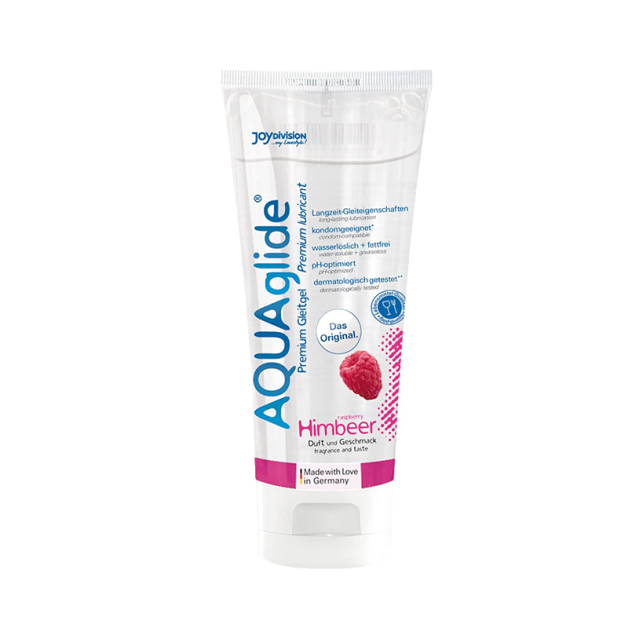 JOYDIVISION
...my Lovestyle!
AQUAglide®
Premium Gleitgel Premium lubricant
Langzeit-Gleiteigenschaften
long-lasting lubrication
kondomgeeignet*
condom-compatible
wasserlöslich + fettfrei
water-soluble + greaseless
pH-optimiert
pH-optimized
dermatologisch getestet**
dermatologically tested
Das
Original.
raspberry
Himbeer
Duft und Geschmack
fragrance and taste
Made with Love
in Germany